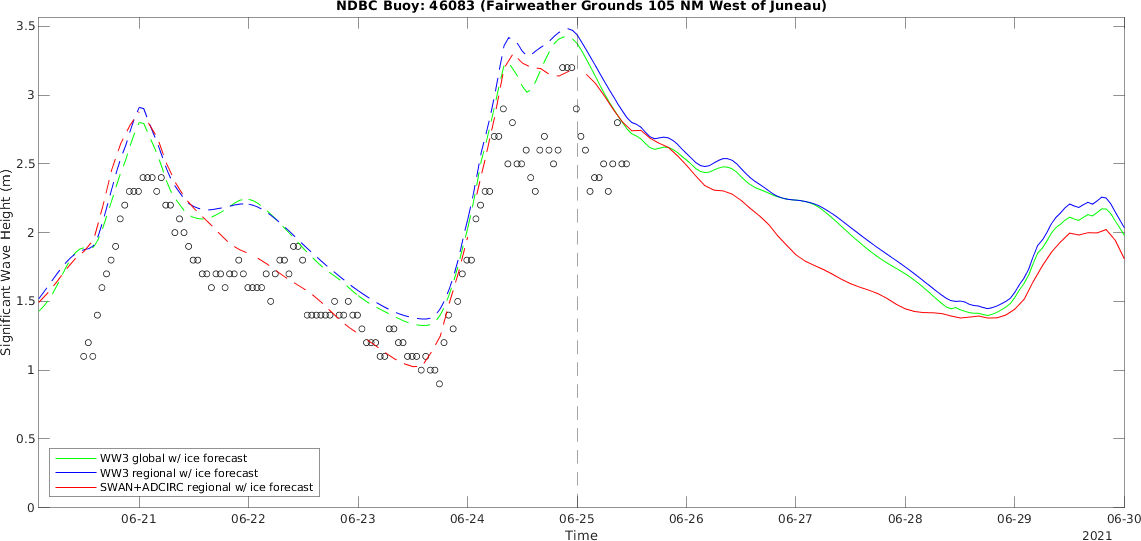 NDBC Buoy: 46083 (Fairweather Grounds 105 NM West of Juneau)
3.5
3
2.5
2
1.5
1
0.5
0
Significant Wave Height (m)
WW3 global w/ ice forecast
WW3 regional w/ ice forecast
SWAN+ADCIRC regional w/ ice forecast
06-21 06-22 06-23 06-24 06-25 06-26 06-27 06-28 06-29 06-30
Time
2021